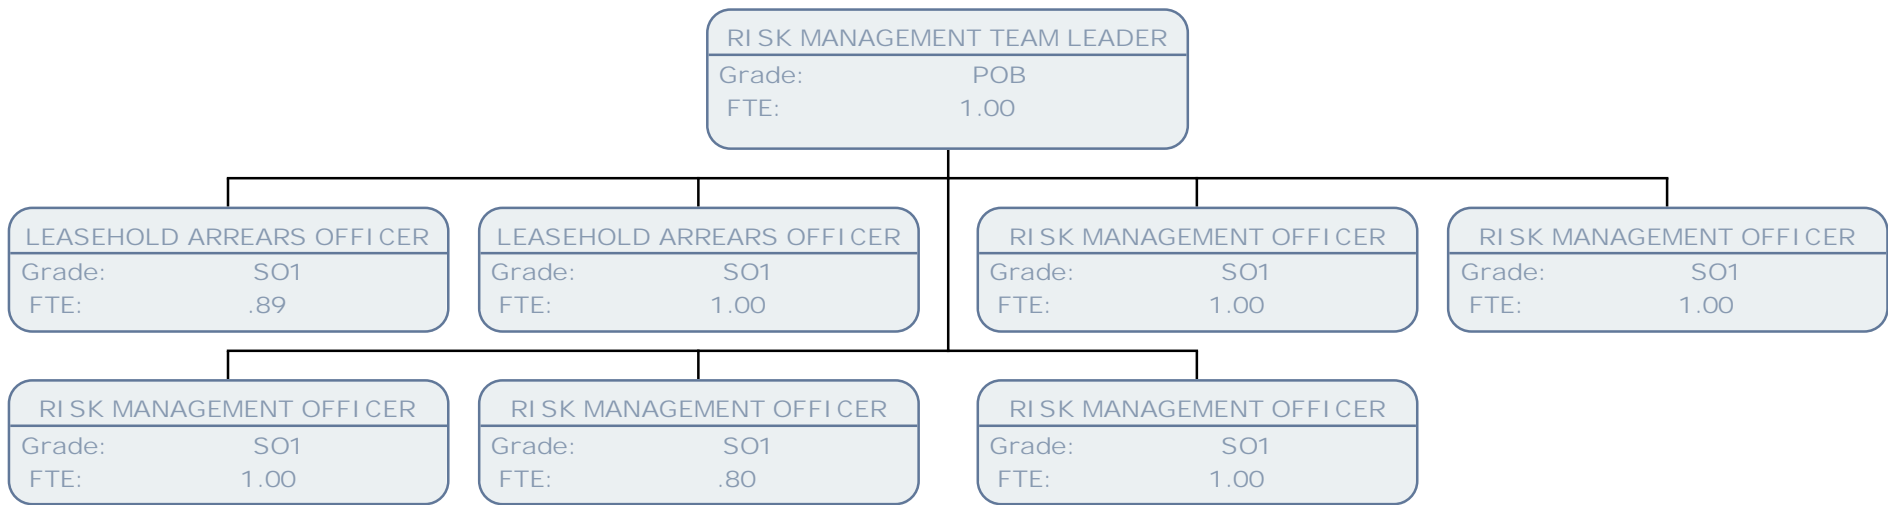 RISK MANAGEMENT TEAM LEADER
Grade: POB
FTE: 1.00
LEASEHOLD ARREARS OFFICER
Grade: SO1
FTE: .89
LEASEHOLD ARREARS OFFICER
Grade: SO1
FTE: 1.00
RISK MANAGEMENT OFFICER
Grade: SO1
FTE: 1.00
RISK MANAGEMENT OFFICER
Grade: SO1
FTE: 1.00
RISK MANAGEMENT OFFICER
Grade: SO1
FTE: 1.00
RISK MANAGEMENT OFFICER
Grade: SO1
FTE: .80
RISK MANAGEMENT OFFICER
Grade: SO1
FTE: 1.00